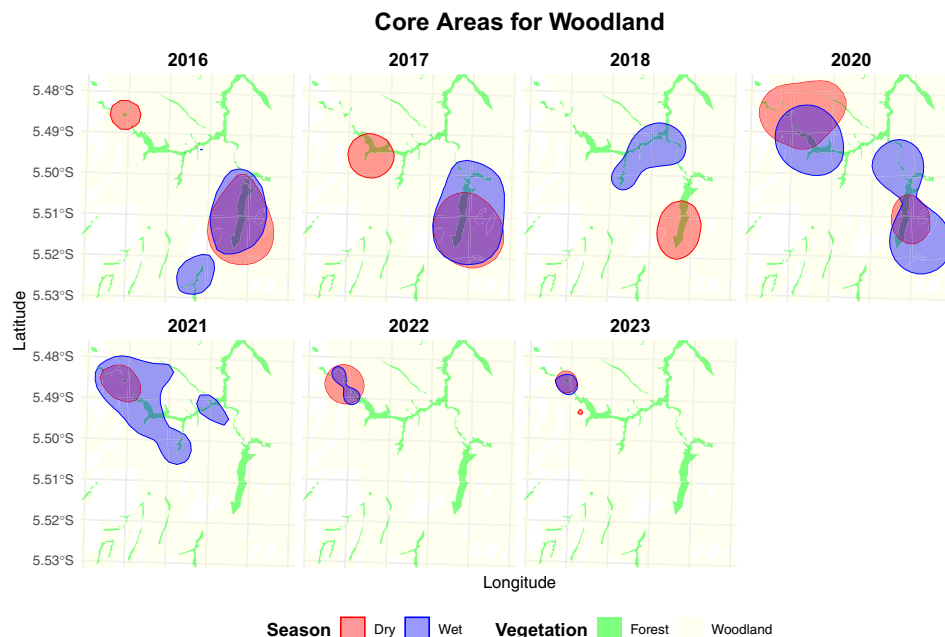 Core Areas for Woodland
2016 2017 2018 2020
5.48°S
5.49°S
5.50°S
5.51°S
5.52°S
5.53°S
Latitude
2021 2022 2023
5.48°S
5.49°S
5.50°S
5.51°S
5.52°S
5.53°S
Longitude
Season Dry Wet Vegetation Forest Woodland